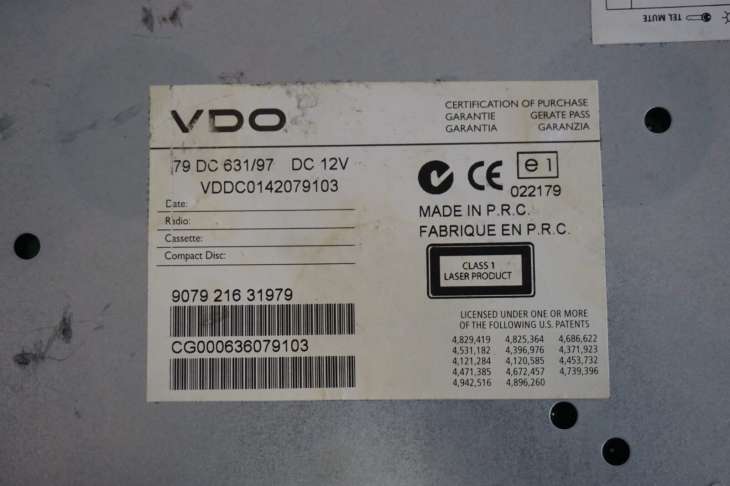 TEL MUTE
VDO
CERTIFICATION OF PURCHASE
GARANTIE GERATE PASS
GARANTIA GARANZIA
79 DC 631/97 DC 12V
VDDC0142079103
Date:
Radio:
Cassette:
Compact Disc:
CE e1
022179
MADE IN P.R.C.
FABRIQUE EN P.R.C.
CLASS 1
LASER PRODUCT
9079 216 31979
CG000636079103
LICENSED UNDER ONE OR MORE
OF THE FOLLOWING U.S. PATENTS
4,829,419 4,825,364 4,686,622
4,531,182 4,396,976 4,371,923
4,121,284 4,120,585 4,453,732
4,471,385 4,672,457 4,739,396
4,942,516 4,896,260